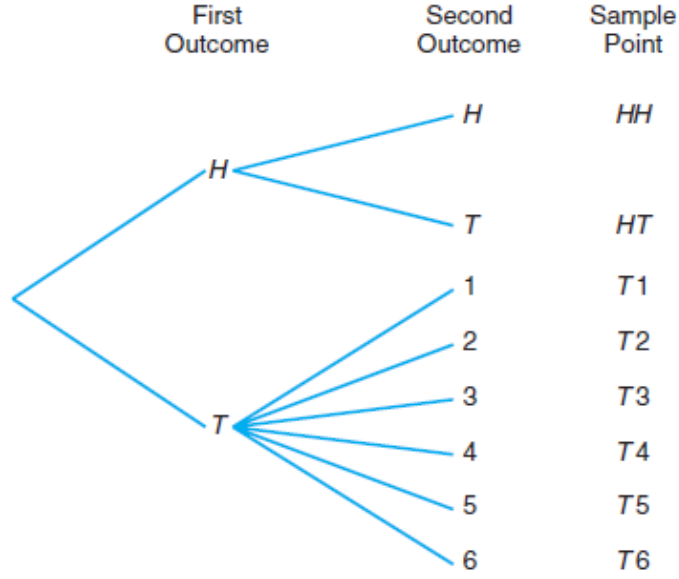 First Outcome Second Outcome Sample Point
H HH
H
T HT
1 T1
2 T2
3 T3
T
4 T4
5 T5
6 T6